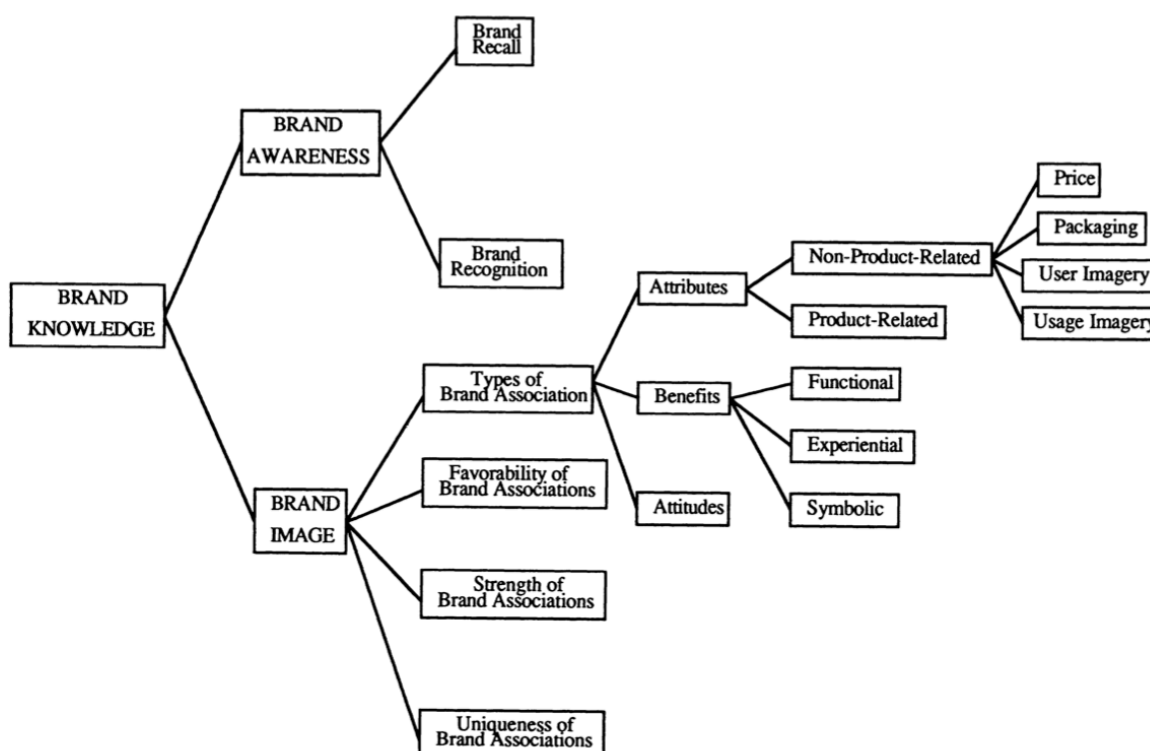 Brand
Recall
BRAND
AWARENESS
Brand
Recognition
BRAND
KNOWLEDGE
Price
Packaging
Non-Product-Related
User Imagery
Attributes
Product-Related
Usage Imagery
Types of
Brand Association
Functional
Benefits
Experiential
Favorability of
Brand Associations
Attitudes
Symbolic
BRAND
IMAGE
Strength of
Brand Associations
Uniqueness of
Brand Associations